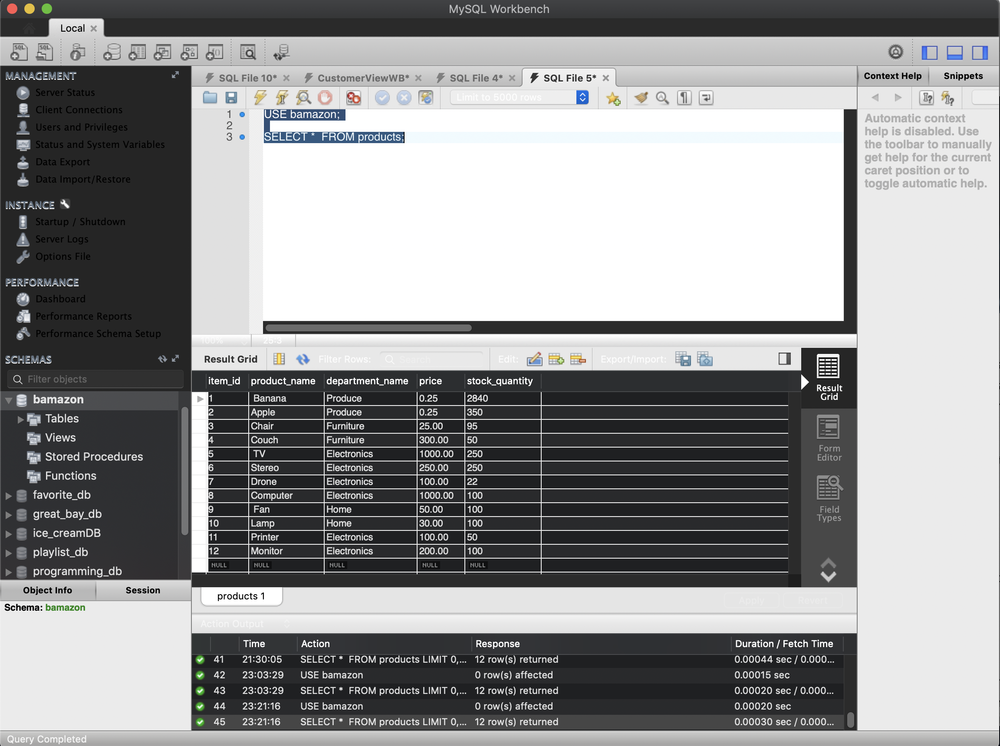 MySQL Workbench
Local
MANAGEMENT
Server Status
Client Connections
Users and Privileges
Status and System Variables
Data Export
Data Import/Restore
INSTANCE
Startup / Shutdown
Server Logs
Options File
PERFORMANCE
Dashboard
Performance Reports
Performance Schema Setup
SCHEMAS
Filter objects
bamazon
Tables
Views
Stored Procedures
Functions
favorite_db
great_bay_db
ice_creamDB
playlist_db
programming_db
Object Info Session
Schema: bamazon
SQL File 10* CustomerViewWB* SQL File 4* SQL File 5*
Limit to 5000 rows
1 USE bamazon;
2
3 SELECT * FROM products;
100% 25:3
Result Grid Filter Rows: Search Edit: Export/Import:
item_id product_name department_name price stock_quantity
1 Banana Produce 0.25 2840
2 Apple Produce 0.25 350
3 Chair Furniture 25.00 95
4 Couch Furniture 300.00 50
5 TV Electronics 1000.00 250
6 Stereo Electronics 250.00 250
7 Drone Electronics 100.00 22
8 Computer Electronics 1000.00 100
9 Fan Home 50.00 100
10 Lamp Home 30.00 100
11 Printer Electronics 100.00 50
12 Monitor Electronics 200.00 100
NULL NULL NULL NULL NULL
Result
Grid
Form
Editor
Field
Types
products 1
Apply Revert
Action Output
Time Action Response Duration / Fetch Time
41 21:30:05 SELECT * FROM products LIMIT 0,... 12 row(s) returned 0.00044 sec / 0.000...
42 23:03:29 USE bamazon 0 row(s) affected 0.00015 sec
43 23:03:29 SELECT * FROM products LIMIT 0,... 12 row(s) returned 0.00020 sec / 0.000...
44 23:21:16 USE bamazon 0 row(s) affected 0.00020 sec
45 23:21:16 SELECT * FROM products LIMIT 0,... 12 row(s) returned 0.00030 sec / 0.000...
Context Help Snippets
Automatic context
help is disabled. Use
the toolbar to manually
get help for the current
caret position or to
toggle automatic help.
Query Completed